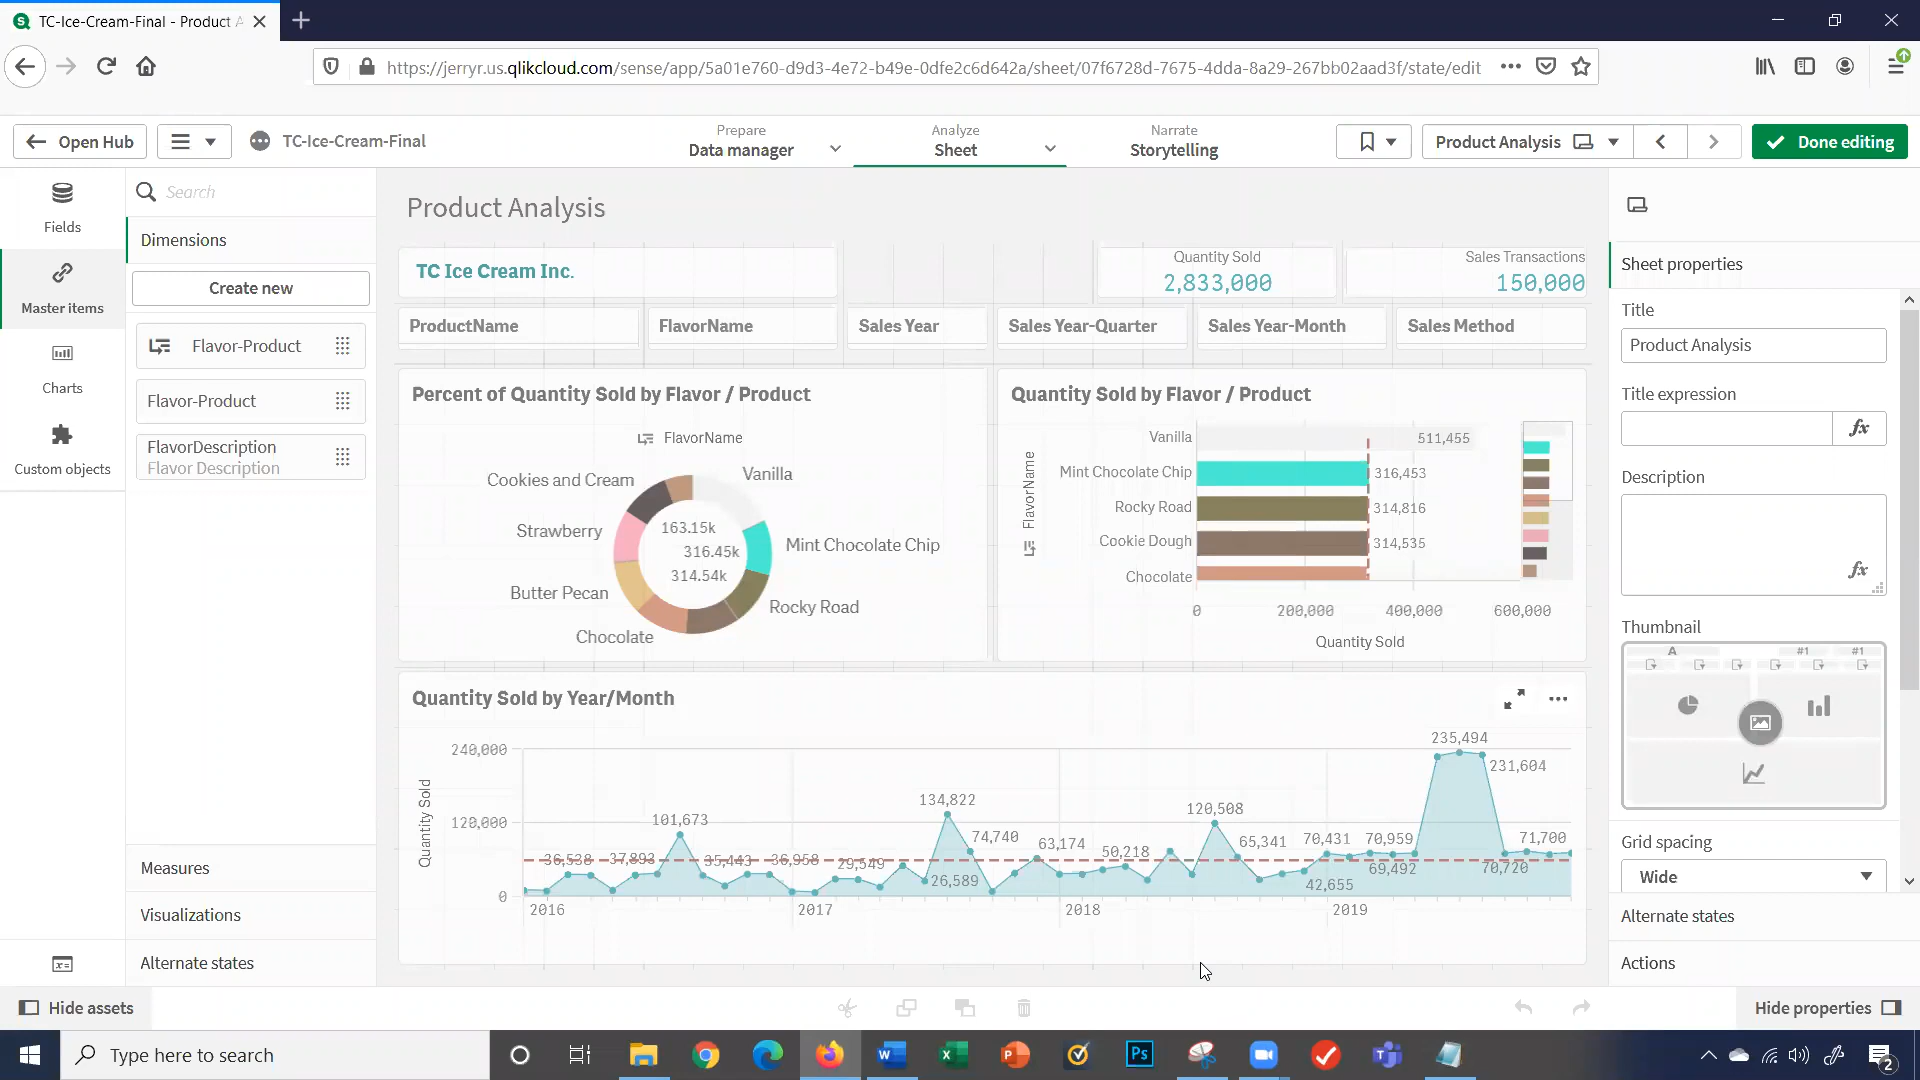 TC-Ice-Cream-Final - Product A
https://jerryr.us.qlikcloud.com/sense/app/5a01e760-d9d3-4e72-b49e-0dfe2c6d642a/sheet/07f6728d-7675-4dda-8a29-267bb02aad3f/state/edit
Open Hub
TC-Ice-Cream-Final
Prepare
Data manager
Analyze
Sheet
Narrate
Storytelling
Product Analysis
Done editing
Fields
Master items
Charts
Custom objects
Search
Dimensions
Create new
Flavor-Product
Flavor-Product
FlavorDescription
Flavor Description
Measures
Visualizations
Alternate states
Product Analysis
TC Ice Cream Inc.
Quantity Sold
2,833,000
Sales Transactions
150,000
ProductName
FlavorName
Sales Year
Sales Year-Quarter
Sales Year-Month
Sales Method
Percent of Quantity Sold by Flavor / Product
FlavorName
Cookies and Cream
Vanilla
Strawberry
163.15k
316.45k
314.54k
Mint Chocolate Chip
Butter Pecan
Rocky Road
Chocolate
Quantity Sold by Flavor / Product
FlavorName
Vanilla 511,455
Mint Chocolate Chip 316,453
Rocky Road 314,816
Cookie Dough 314,535
Chocolate
0 200,000 400,000 600,000
Quantity Sold
Quantity Sold by Year/Month
Quantity Sold
240,000
120,000
0
36,538 37,893 101,673 35,443 36,958 29,549 134,822 26,589 74,740 63,174 50,218 120,508 65,341 70,431 42,655 70,959 69,492 235,494 231,604 70,720 71,700
2016 2017 2018 2019
Sheet properties
Title
Product Analysis
Title expression
fx
Description
fx
Thumbnail
A #1 #1
Grid spacing
Wide
Alternate states
Actions
Hide assets
Hide properties
Type here to search
Ps
2